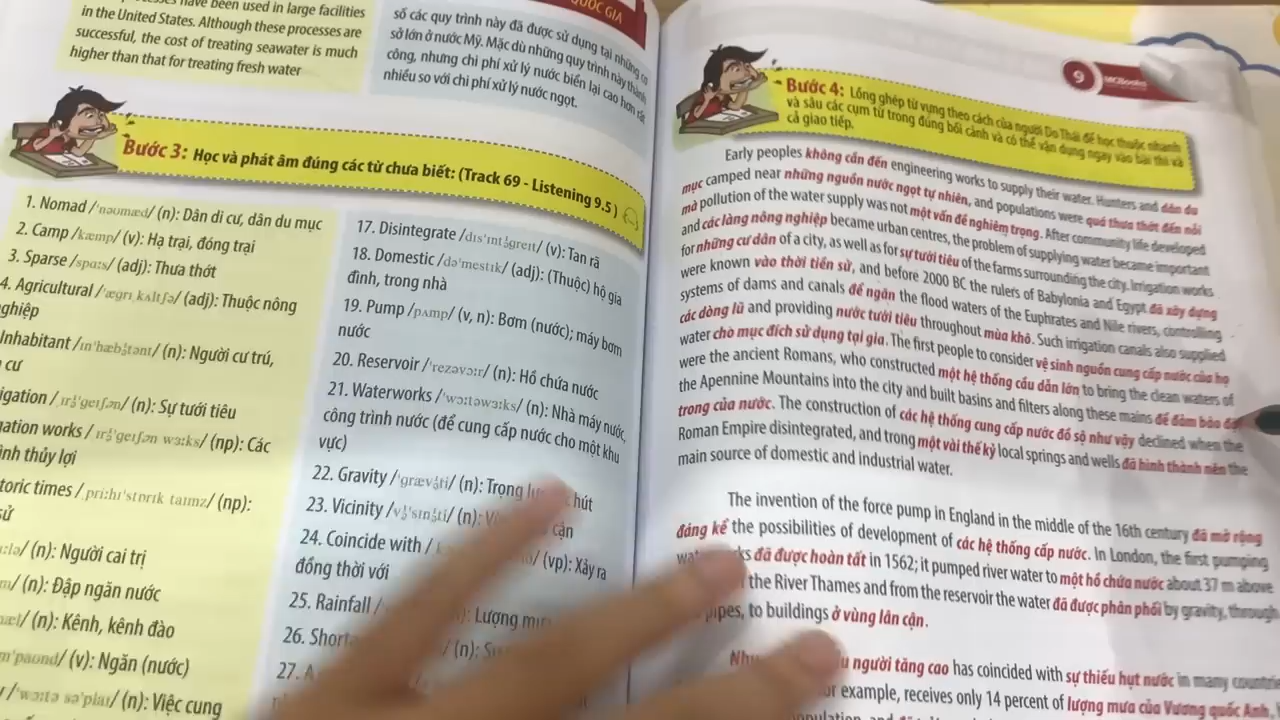 have been used in large facilities
in the United States. Although these processes are
successful, the cost of treating seawater is much
higher than that for treating fresh water
số các quy trình này đã được sử dụng tại những cơ
sở lớn ở nước Mỹ. Mặc dù những quy trình này thành
công, nhưng chi phí xử lý nước biển lại cao hơn rất
nhiều so với chi phí xử lý nước ngọt.
QUỐC GIA
Bước 3: Học và phát âm đúng các từ chưa biết: (Track 69 - Listening 9.5)
1. Nomad /ˈnəʊmæd/ (n): Dân di cư, dân du mục
2. Camp /kæmp/ (v): Hạ trại, đóng trại
3. Sparse /spɑːs/ (adj): Thưa thớt
4. Agricultural /ˌæɡrɪˈkʌltʃə/ (adj): Thuộc nông
nghiệp
Inhabitant /ɪnˈhæbɪtənt/ (n): Người cư trú,
cư
/ˌɪrɪˈɡeɪʃən/ (n): Sự tưới tiêu
works /ˌɪrɪˈɡeɪʃən wɜːks/ (np): Các
thủy lợi
times /ˌpriːhɪˈstɒrɪk taɪmz/ (np):
(n): Người cai trị
(n): Đập ngăn nước
(n): Kênh, kênh đào
(v): Ngăn (nước)
/ˈwɔːtə səˈplaɪ/ (n): Việc cung
17. Disintegrate /dɪsˈɪntɪɡreɪt/ (v): Tan rã
18. Domestic /dəˈmestɪk/ (adj): (Thuộc) hộ gia
đình, trong nhà
19. Pump /pʌmp/ (v, n): Bơm (nước); máy bơm
nước
20. Reservoir /ˈrezəvɔːr/ (n): Hồ chứa nước
21. Waterworks /ˈwɔːtəwɜːks/ (n): Nhà máy nước,
công trình nước (để cung cấp nước cho một khu
vực)
22. Gravity /ˈɡrævəti/ (n): Trọng hút
23. Vicinity /vəˈsɪnəti/ (n): cận
24. Coincide with (vp): Xảy ra
đồng thời với
25. Rainfall (n): Lượng mưa
26. (n):
27.
9 MCBooks
Bước 4: Lồng ghép từ vựng theo cách của người Do Thái để học thuộc nhanh
và sâu các cụm từ trong đúng bối cảnh và có thể vận dụng ngay vào bài thi và
cả giao tiếp.
Early peoples không cần đến engineering works to supply their water. Hunters and dân du
mục camped near những nguồn nước ngọt tự nhiên, and populations were quá thưa thớt đến nỗi
mà pollution of the water supply was not một vấn đề nghiêm trọng. After community life developed
and các làng nông nghiệp became urban centres, the problem of supplying water became important
for những cư dân of a city, as well as for sự tưới tiêu of the farms surrounding the city. Irrigation works
were known vào thời tiền sử, and before 2000 BC the rulers of Babylonia and Egypt đã xây dựng
systems of dams and canals để ngăn the flood waters of the Euphrates and Nile rivers, controlling
các dòng lũ and providing nước tưới tiêu throughout mùa khô. Such irrigation canals also supplied
water cho mục đích sử dụng tại gia. The first people to consider vệ sinh nguồn cung cấp nước của họ
were the ancient Romans, who constructed một hệ thống cầu dẫn lớn to bring the clean waters of
the Apennine Mountains into the city and built basins and filters along these mains để đảm bảo độ
trong của nước. The construction of các hệ thống cung cấp nước đồ sộ như vậy declined when the
Roman Empire disintegrated, and trong một vài thế kỷ local springs and wells đã hình thành nên the
main source of domestic and industrial water.
The invention of the force pump in England in the middle of the 16th century đã mở rộng
đáng kể the possibilities of development of các hệ thống cấp nước. In London, the first pumping
đã được hoàn tất in 1562; it pumped river water to một hồ chứa nước about 37 m above
the River Thames and from the reservoir the water đã được phân phối by gravity, through
pipes, to buildings ở vùng lân cận.
người tăng cao has coincided with sự thiếu hụt nước in many countries
example, receives only 14 percent of lượng mưa của Vương quốc Anh